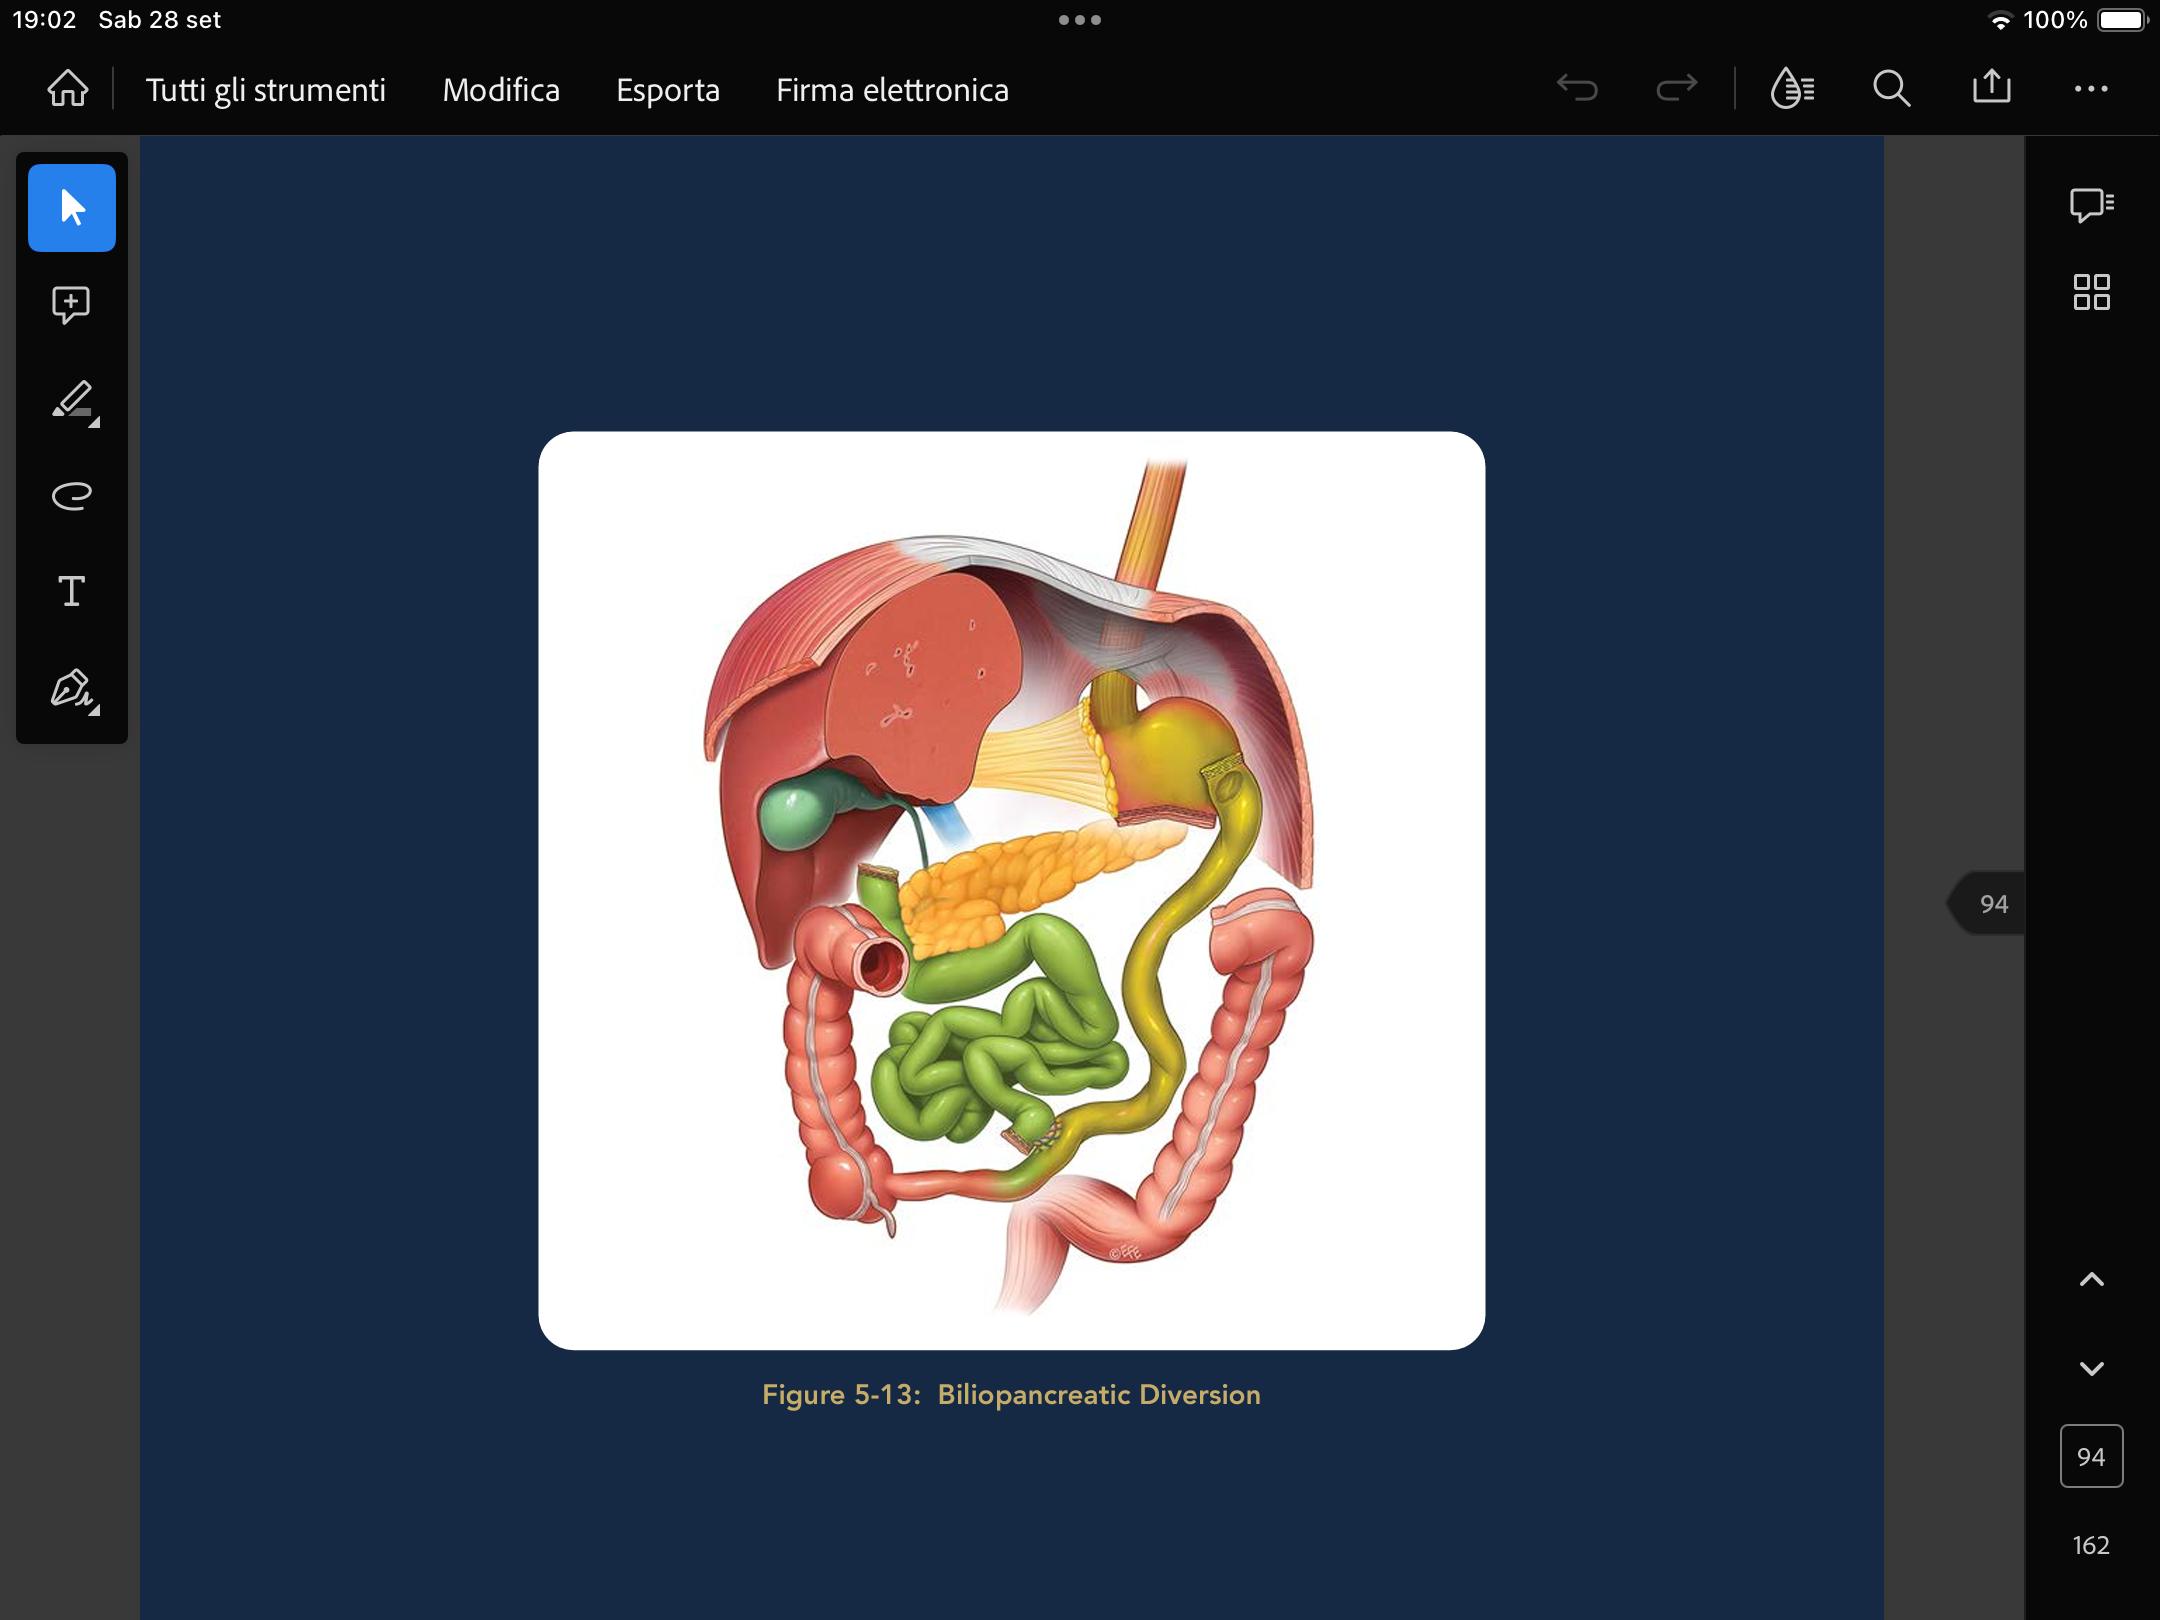 19:02 Sab 28 set
100%
Tutti gli strumenti Modifica Esporta Firma elettronica
T
94
©EFE
Figure 5-13: Biliopancreatic Diversion
94
162